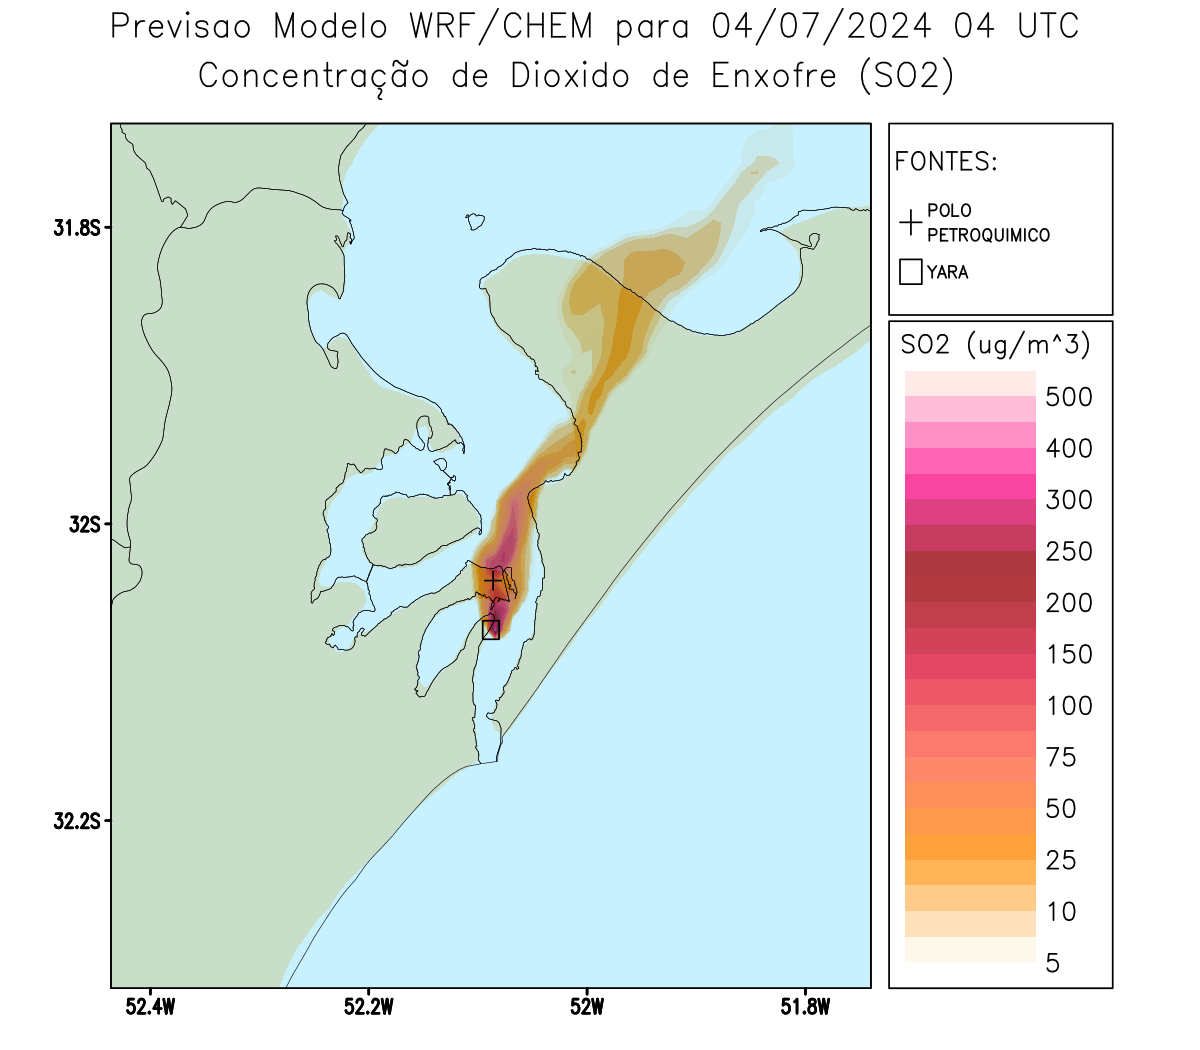 Previsao Modelo WRF/CHEM para 04/07/2024 04 UTC
Concentração de Dioxido de Enxofre (SO2)
FONTES:
POLO
PETROQUIMICO
YARA
SO2 (ug/m^3)
500
400
300
250
200
150
100
75
50
25
10
5
31.8S
32S
32.2S
52.4W
52.2W
52W
51.8W